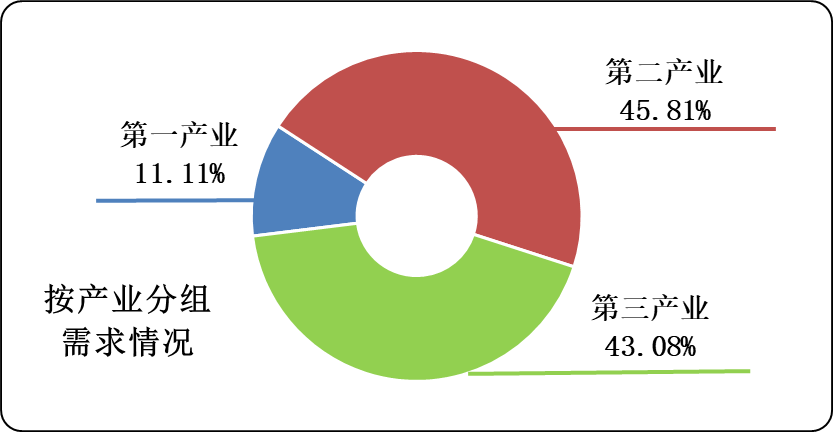 第二产业
45.81%
第一产业
11.11%
按产业分组
需求情况
第三产业
43.08%